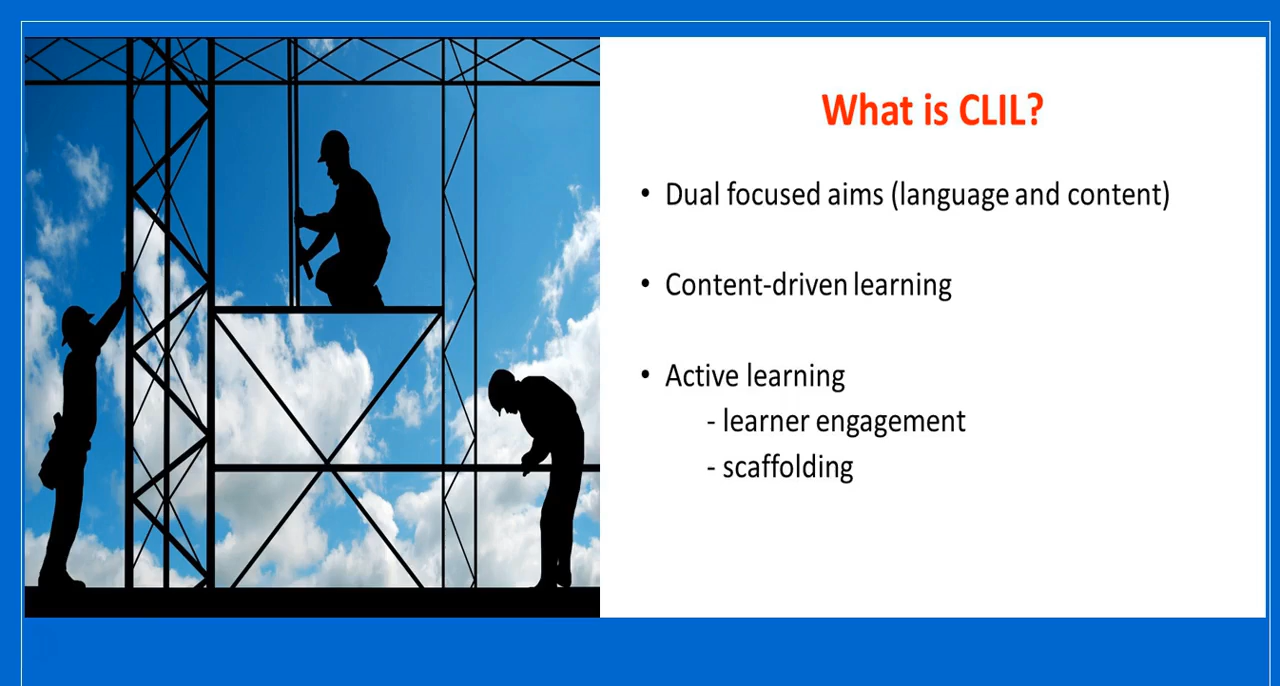 What is CLIL?
• Dual focused aims (language and content)
• Content-driven learning
• Active learning
- learner engagement
- scaffolding